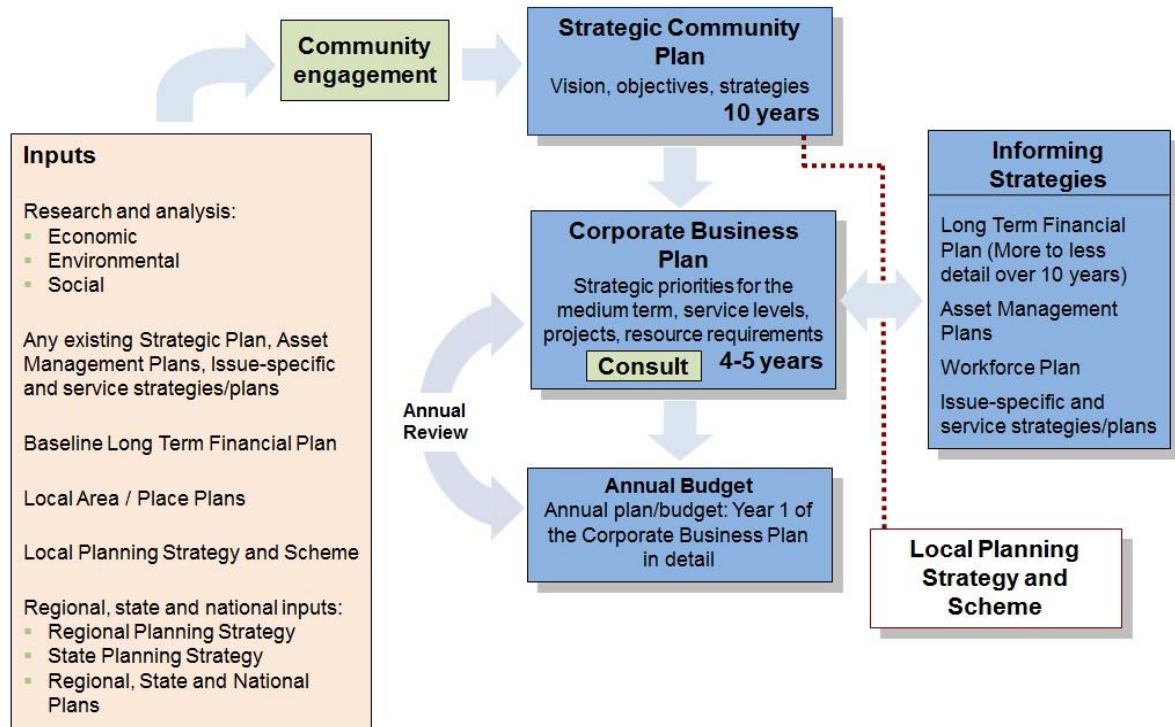 Community
engagement
Strategic Community
Plan
Vision, objectives, strategies
10 years
Inputs
Research and analysis:
▪ Economic
▪ Environmental
▪ Social
Any existing Strategic Plan, Asset
Management Plans, Issue-specific
and service strategies/plans
Baseline Long Term Financial Plan
Local Area / Place Plans
Local Planning Strategy and Scheme
Regional, state and national inputs:
▪ Regional Planning Strategy
▪ State Planning Strategy
▪ Regional, State and National
Plans
Corporate Business
Plan
Strategic priorities for the
medium term, service levels,
projects, resource requirements
Consult
4-5 years
Annual
Review
Annual Budget
Annual plan/budget: Year 1 of
the Corporate Business Plan
in detail
Informing
Strategies
Long Term Financial
Plan (More to less
detail over 10 years)
Asset Management
Plans
Workforce Plan
Issue-specific and
service strategies/plans
Local Planning
Strategy and
Scheme